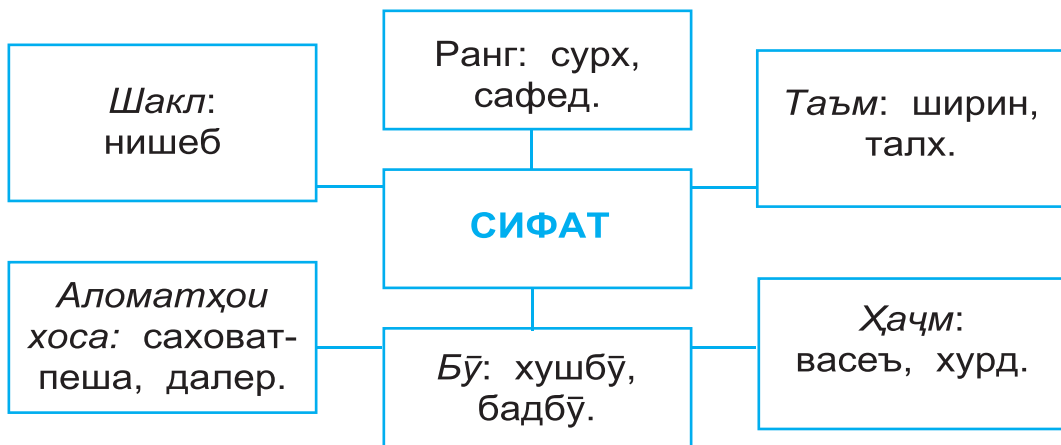 Шакл:
нишеб
Ранг: сурх,
сафед.
Таъм: ширин,
талх.
СИФАТ
Аломатҳои
хоса: саховат-
пеша, далер.
Бӯ: хушбӯ,
бадбӯ.
Ҳаҷм:
васеъ, хурд.